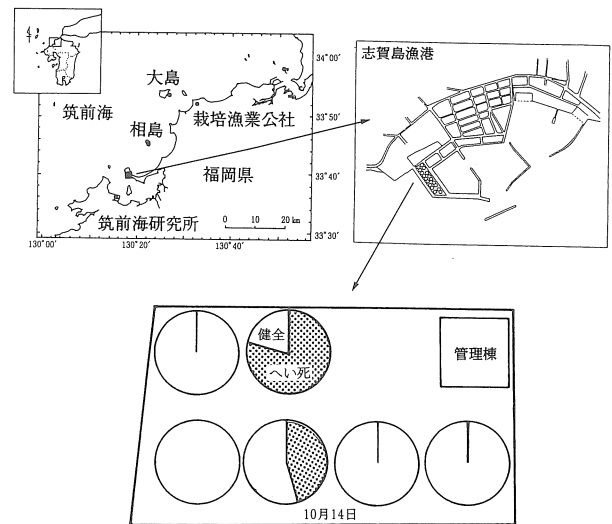 大島
筑前海
栽培漁業公社
相島
福岡県
筑前海研究所
0 10 20 km
34°00′
33°50′
33°40′
33°30′
130°00′ 130°20′ 130°40′
志賀島漁港
健全
へい死
管理棟
10月14日